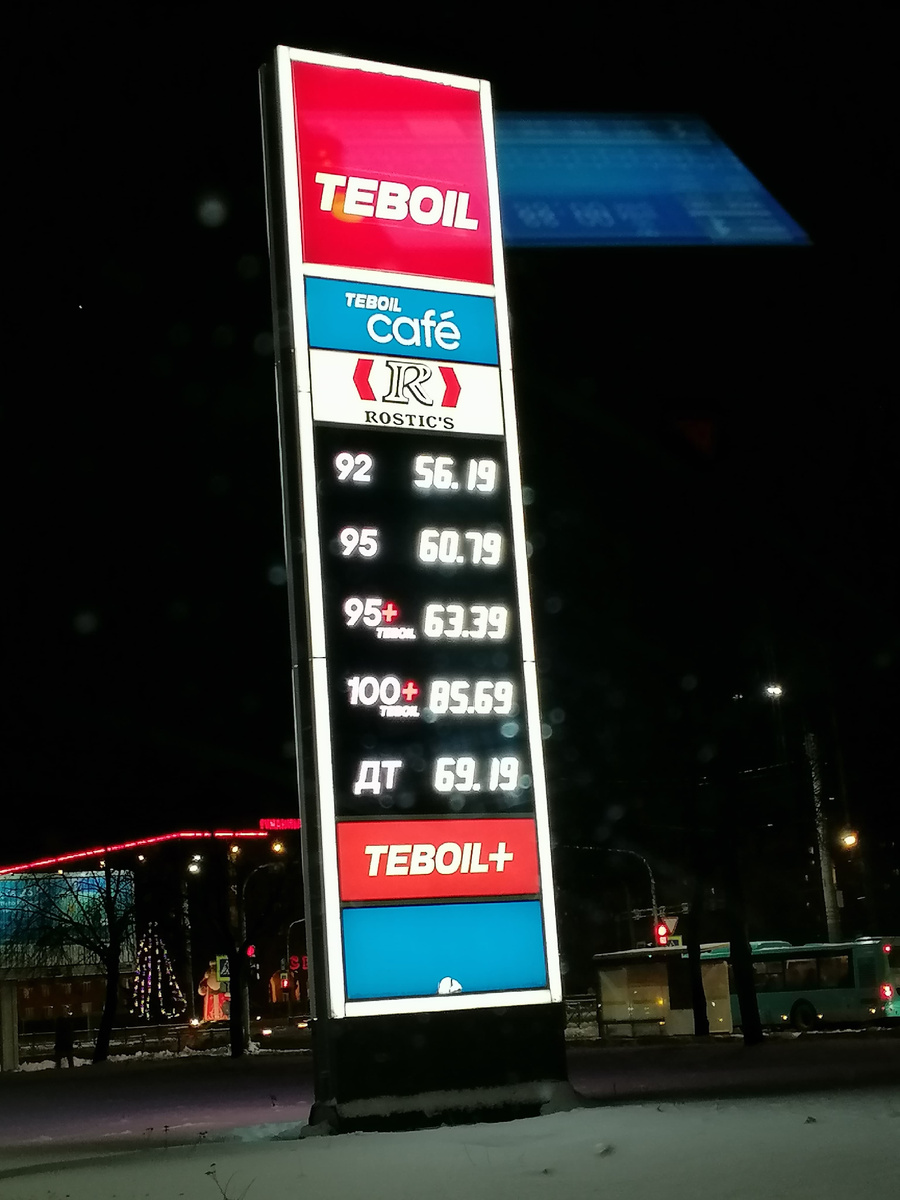 TEBOIL
TEBOIL
café
R
ROSTIC'S
92 56.19
95 60.79
95+ 63.39
TEBOIL
100+ 85.69
TEBOIL
ДТ 69.19
TEBOIL+